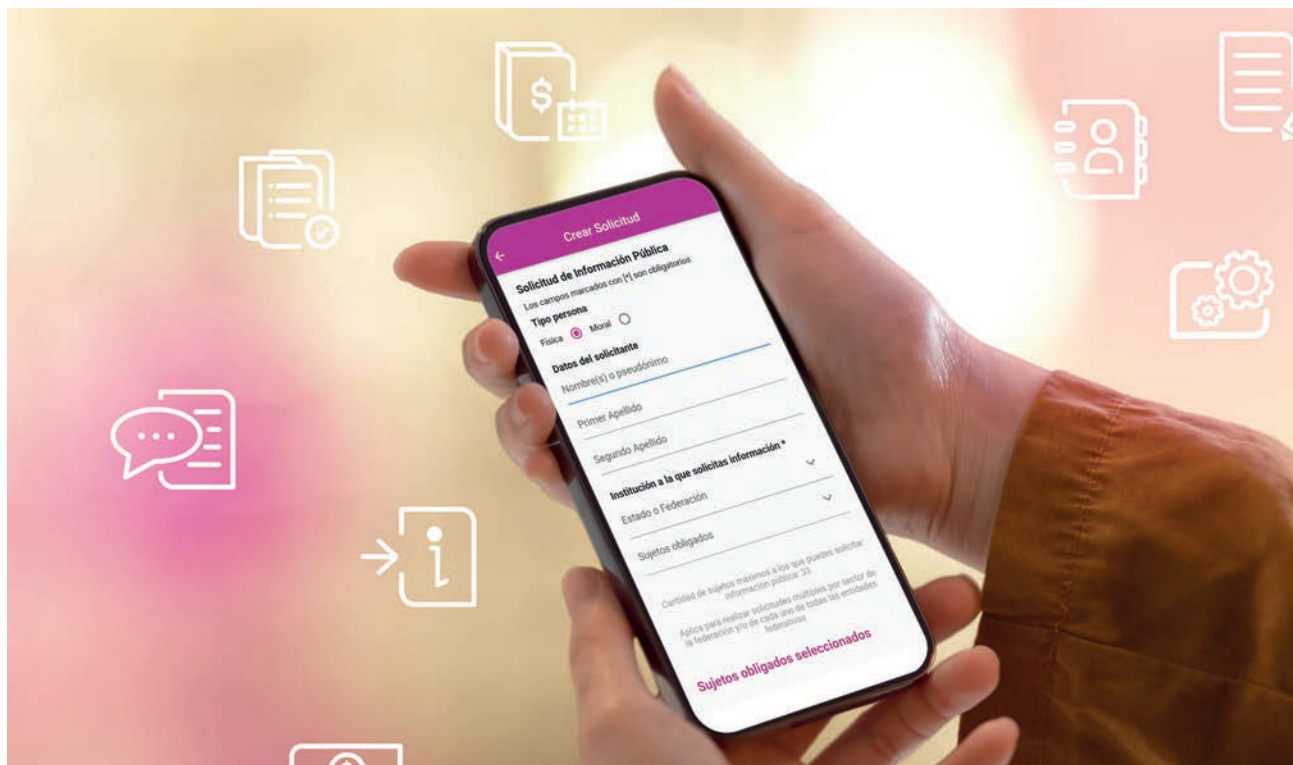 $
Crear Solicitud
Solicitud de Información Pública
Los campos marcados con [*] son obligatorios
Tipo persona
Física Moral
Datos del solicitante
Nombre(s) o pseudónimo
Primer Apellido
Segundo Apellido
Institución a la que solicitas información *
Estado o Federación
Sujetos obligados
Cantidad de sujetos máximos a los que puedes solicitar
información pública: 33
Aplica para realizar solicitudes múltiples por sector de
la federación y/o de cada uno de todas las entidades
federativas
Sujetos obligados seleccionados
i